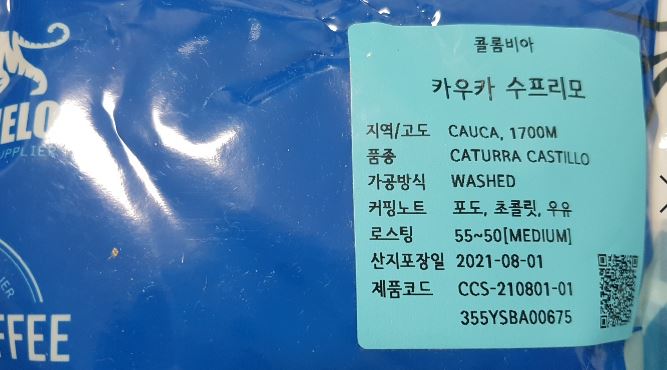 콜롬비아
카우카 수프리모
지역/고도 CAUCA, 1700M
품종 CATURRA CASTILLO
가공방식 WASHED
커핑노트 포도, 초콜릿, 우유
로스팅 55~50[MEDIUM]
산지포장일 2021-08-01
제품코드 CCS-210801-01
355YSBA00675